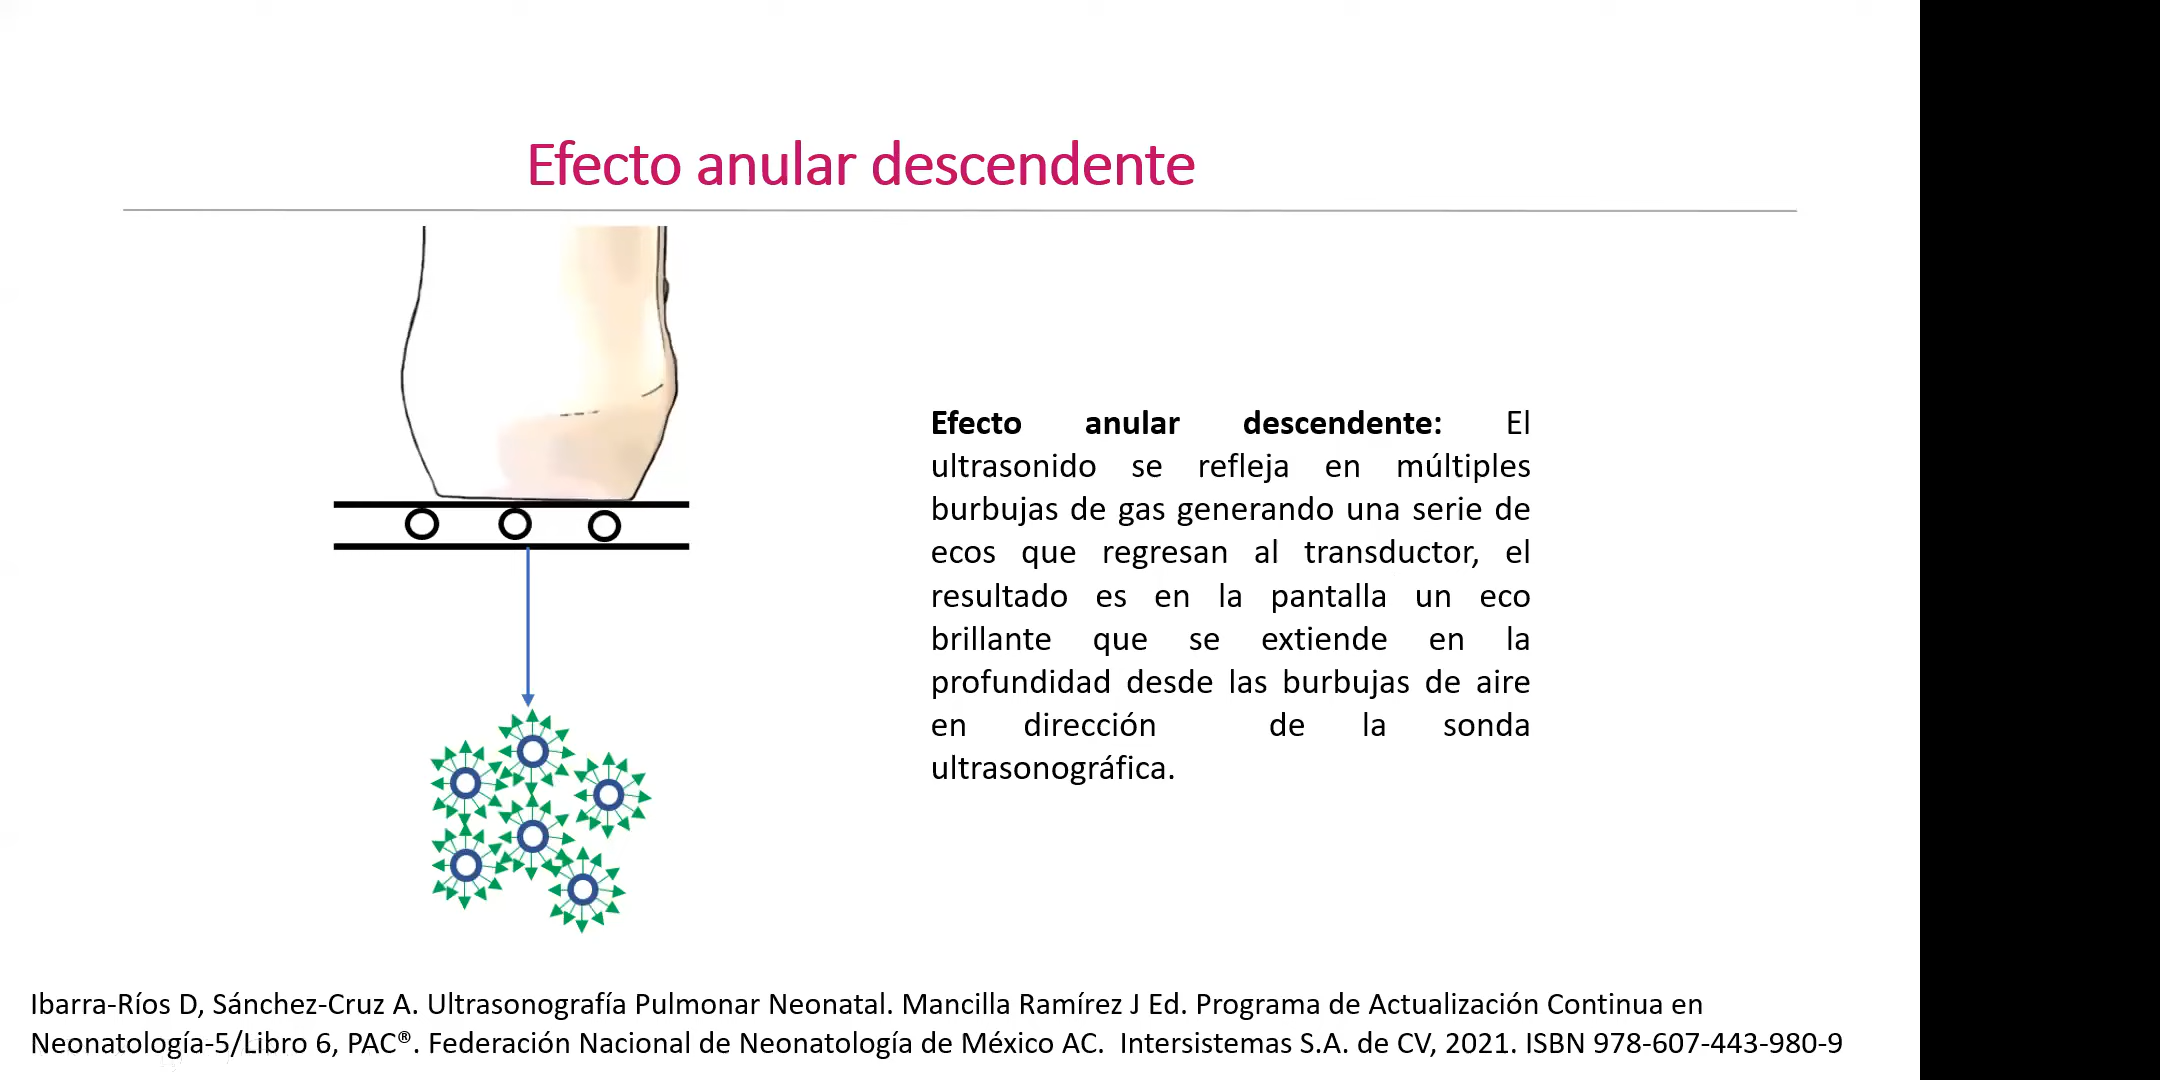 Efecto anular descendente
Efecto anular descendente: El
ultrasonido se refleja en múltiples
burbujas de gas generando una serie de
ecos que regresan al transductor, el
resultado es en la pantalla un eco
brillante que se extiende en la
profundidad desde las burbujas de aire
en dirección de la sonda
ultrasonográfica.
Ibarra-Ríos D, Sánchez-Cruz A. Ultrasonografía Pulmonar Neonatal. Mancilla Ramírez J Ed. Programa de Actualización Continua en
Neonatología-5/Libro 6, PAC®. Federación Nacional de Neonatología de México AC. Intersistemas S.A. de CV, 2021. ISBN 978-607-443-980-9